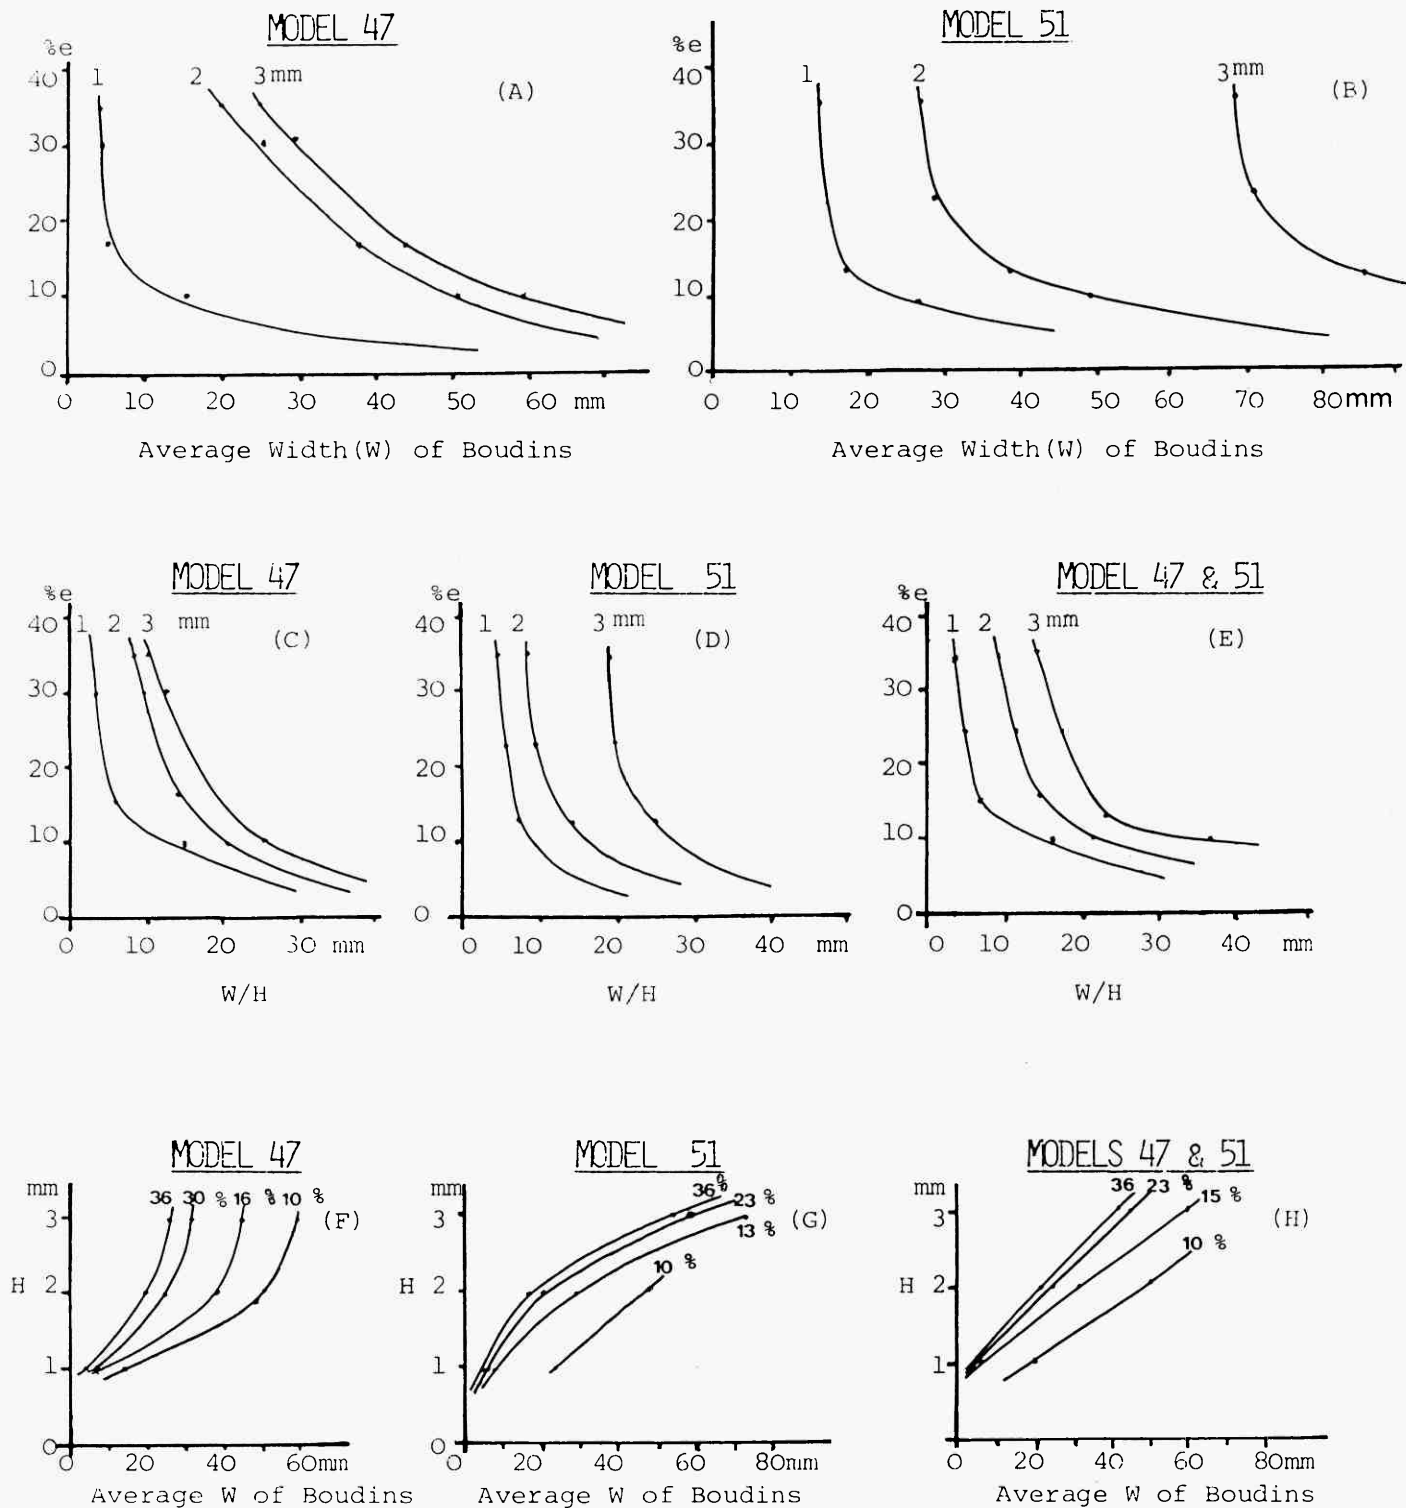 MODEL 47
%e
40
30
20
10
0
1
2
3 mm
(A)
0 10 20 30 40 50 60 mm
Average Width(W) of Boudins
MODEL 51
%e
40
30
20
10
0
1
2
3 mm
(B)
0 10 20 30 40 50 60 70 80mm
Average Width(W) of Boudins
MODEL 47
%e
40
30
20
10
0
1 2 3 mm
(C)
0 10 20 30 mm
W/H
MODEL 51
%e
40
30
20
10
0
1 2 3 mm
(D)
0 10 20 30 40 mm
W/H
MODEL 47 & 51
%e
40
30
20
10
0
1 2 3 mm
(E)
0 10 20 30 40 mm
W/H
MODEL 47
mm
36 30 % 16 % 10 %
(F)
3
H 2
1
0
0 20 40 60mm
Average W of Boudins
MODEL 51
mm
36%
23 %
13 %
10 %
(G)
3
H 2
1
0
0 20 40 60 80mm
Average W of Boudins
MODELS 47 & 51
mm
36 23 %
15 %
10 %
(H)
3
H 2
1
0
0 20 40 60 80mm
Average W of Boudins